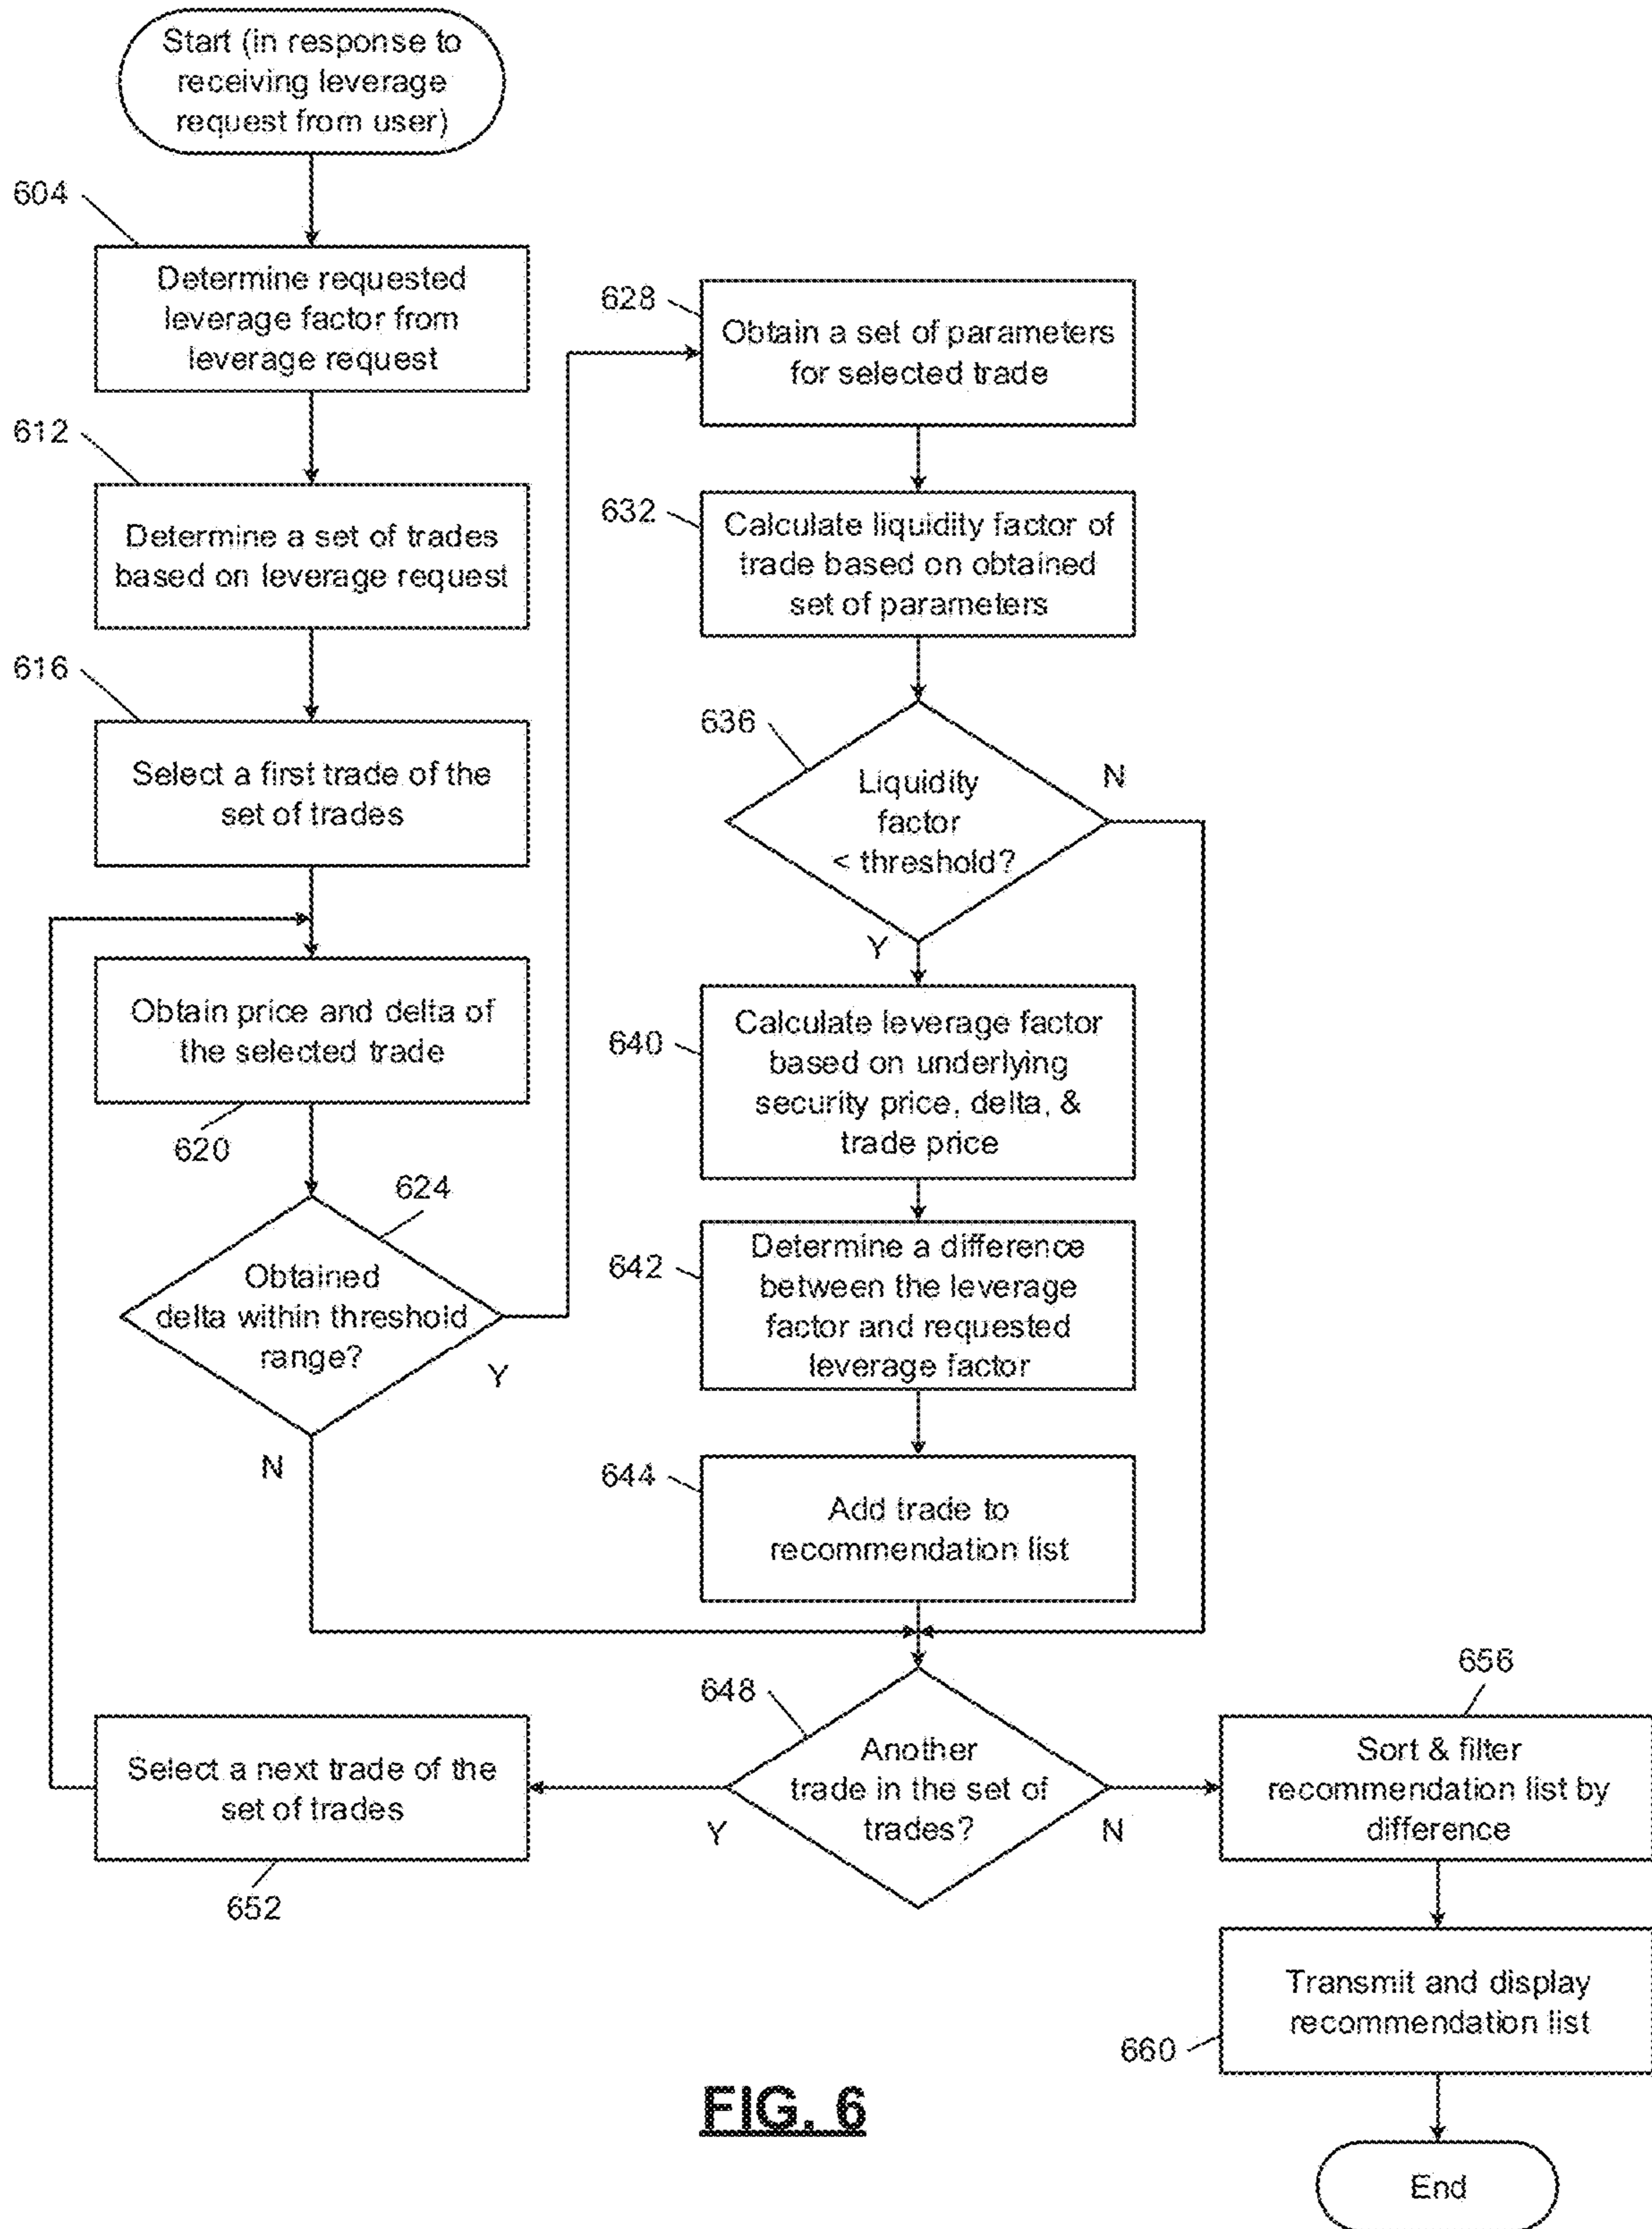 Start (in response to
receiving leverage
request from user)
604
Determine requested
leverage factor from
leverage request
612
Determine a set of trades
based on leverage request
616
Select a first trade of the
set of trades
Obtain price and delta of
the selected trade
620
624
Obtained
delta within threshold
range?
Y
N
628
Obtain a set of parameters
for selected trade
632
Calculate liquidity factor of
trade based on obtained
set of parameters
636
Liquidity
factor
< threshold?
N
Y
640
Calculate leverage factor
based on underlying
security price, delta, &
trade price
642
Determine a difference
between the leverage
factor and requested
leverage factor
644
Add trade to
recommendation list
648
Another
trade in the set of
trades?
Y
N
Select a next trade of the
set of trades
652
656
Sort & filter
recommendation list by
difference
Transmit and display
recommendation list
660
End
FIG. 6